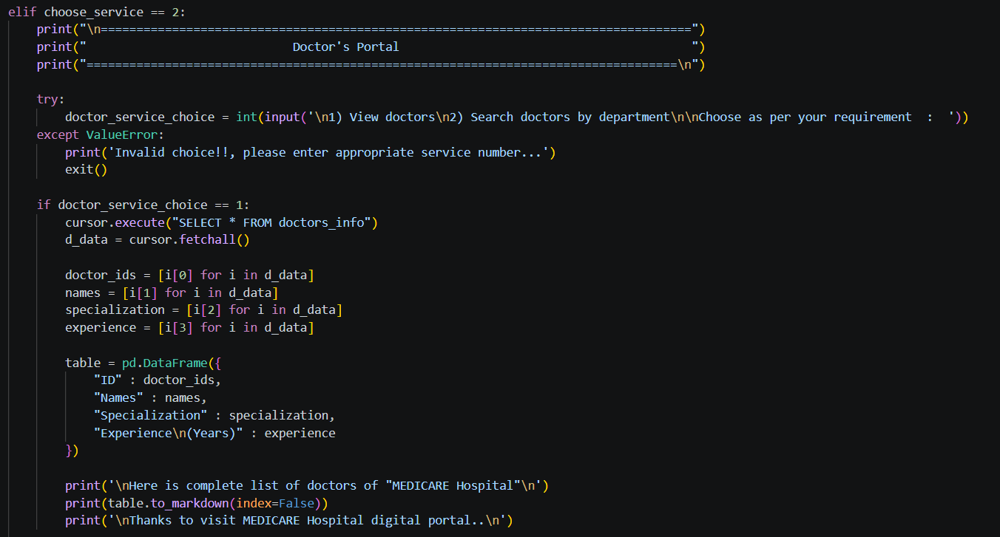 elif choose_service == 2:
    print("\n===================================================================================")
    print("                             Doctor's Portal                                         ")
    print("===================================================================================\n")

    try:
        doctor_service_choice = int(input('\n1) View doctors\n2) Search doctors by department\n\nChoose as per your requirement  :  '))
    except ValueError:
        print('Invalid choice!!, please enter appropriate service number...')
        exit()

    if doctor_service_choice == 1:
        cursor.execute("SELECT * FROM doctors_info")
        d_data = cursor.fetchall()

        doctor_ids = [i[0] for i in d_data]
        names = [i[1] for i in d_data]
        specialization = [i[2] for i in d_data]
        experience = [i[3] for i in d_data]

        table = pd.DataFrame({
            "ID" : doctor_ids,
            "Names" : names,
            "Specialization" : specialization,
            "Experience\n(Years)" : experience
        })

        print('\nHere is complete list of doctors of "MEDICARE Hospital"\n')
        print(table.to_markdown(index=False))
        print('\nThanks to visit MEDICARE Hospital digital portal..\n')